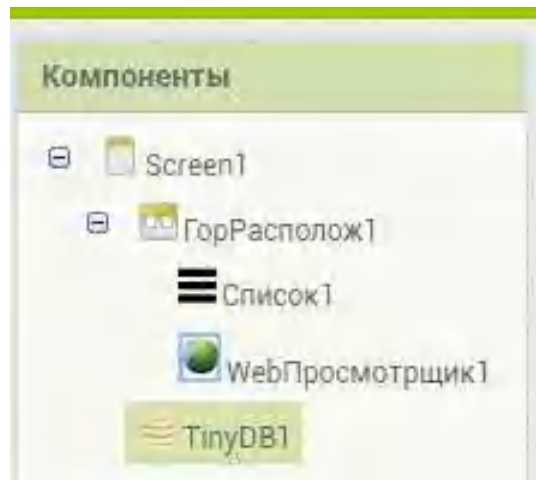 Компоненты
Screen1
ГорРасполож1
Список1
WebПросмотрщик1
TinyDB1